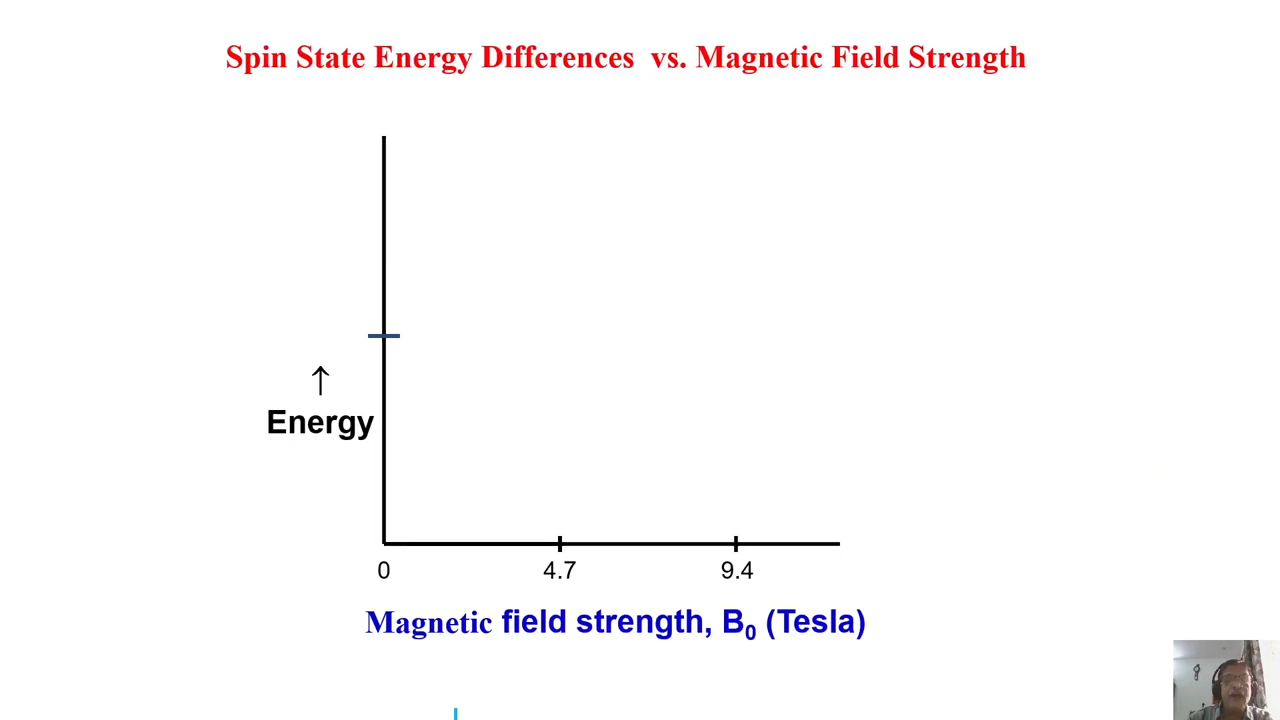 Spin State Energy Differences vs. Magnetic Field Strength
↑
Energy
0 4.7 9.4
Magnetic field strength, B₀ (Tesla)